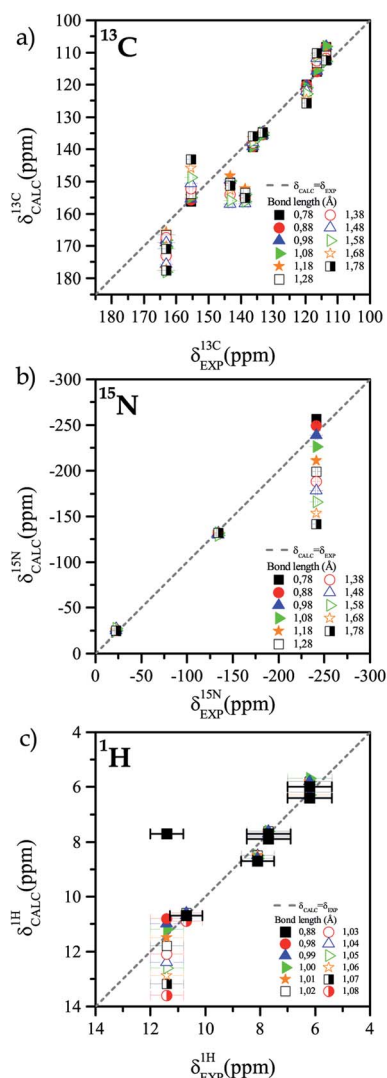 a)
13C
δ13CCALC(ppm)
100
110
120
130
140
150
160
170
180
δCALC=δEXP
Bond length (Å)
0,78 1,38
0,88 1,48
0,98 1,58
1,08 1,68
1,18 1,78
1,28
180 170 160 150 140 130 120 110 100
δ13CEXP(ppm)
b)
15N
δ15NCALC(ppm)
-300
-250
-200
-150
-100
-50
0
δCALC=δEXP
Bond length (Å)
0,78 1,38
0,88 1,48
0,98 1,58
1,08 1,68
1,18 1,78
1,28
0 -50 -100 -150 -200 -250 -300
δ15NEXP(ppm)
c)
1H
δ1HCALC(ppm)
4
6
8
10
12
14
δCALC=δEXP
Bond length (Å)
0,88 1,03
0,98 1,04
0,99 1,05
1,00 1,06
1,01 1,07
1,02 1,08
14 12 10 8 6 4
δ1HEXP(ppm)